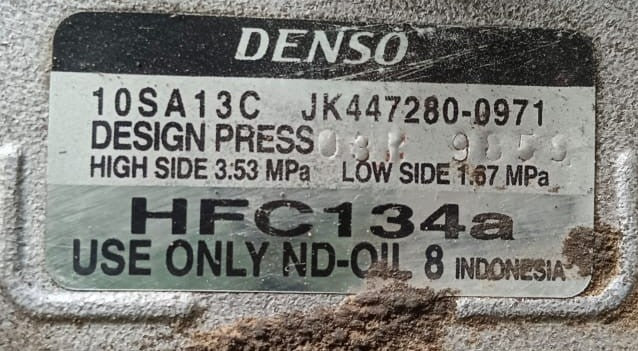 DENSO
10SA13C JK447280-0971
DESIGN PRESS
HIGH SIDE 3.53 MPa LOW SIDE 1.67 MPa
HFC134a
USE ONLY ND-OIL 8 INDONESIA